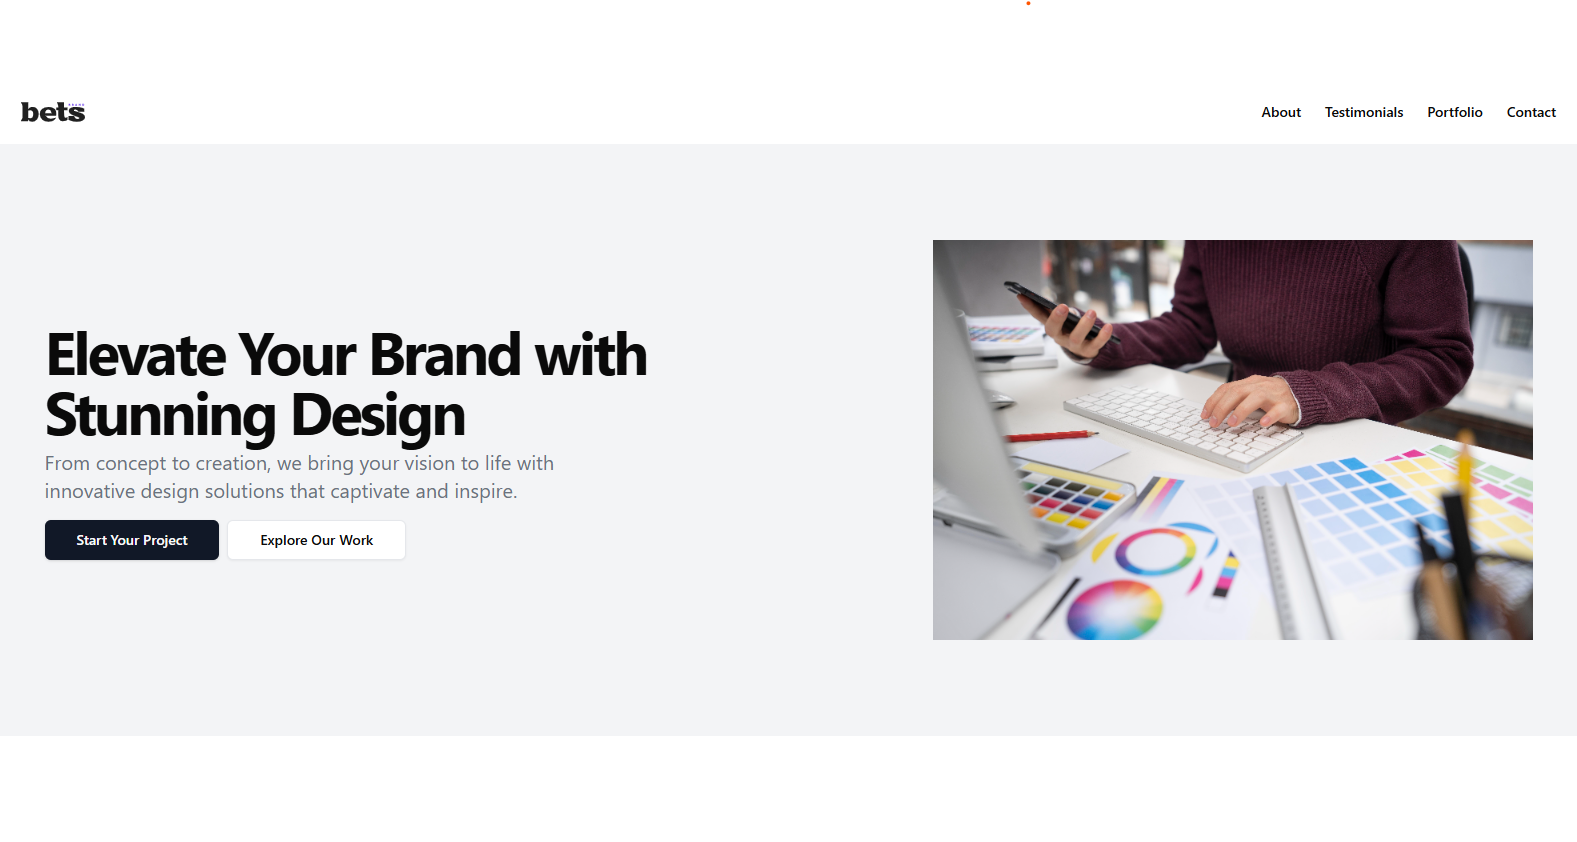 bets
About Testimonials Portfolio Contact
Elevate Your Brand with
Stunning Design
From concept to creation, we bring your vision to life with
innovative design solutions that captivate and inspire.
Start Your Project Explore Our Work